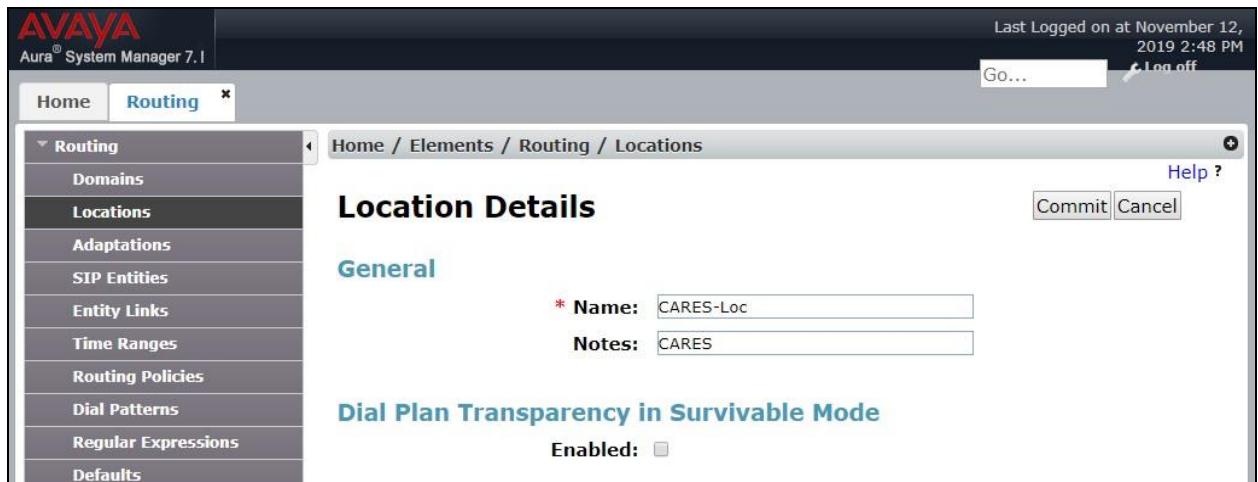 AVAYA
Aura® System Manager 7.1
Last Logged on at November 12,
2019 2:48 PM
Go...
Log off
Home
Routing ×
Routing
Domains
Locations
Adaptations
SIP Entities
Entity Links
Time Ranges
Routing Policies
Dial Patterns
Regular Expressions
Defaults
Home / Elements / Routing / Locations
Help ?
Location Details
Commit Cancel
General
* Name: CARES-Loc
Notes: CARES
Dial Plan Transparency in Survivable Mode
Enabled: